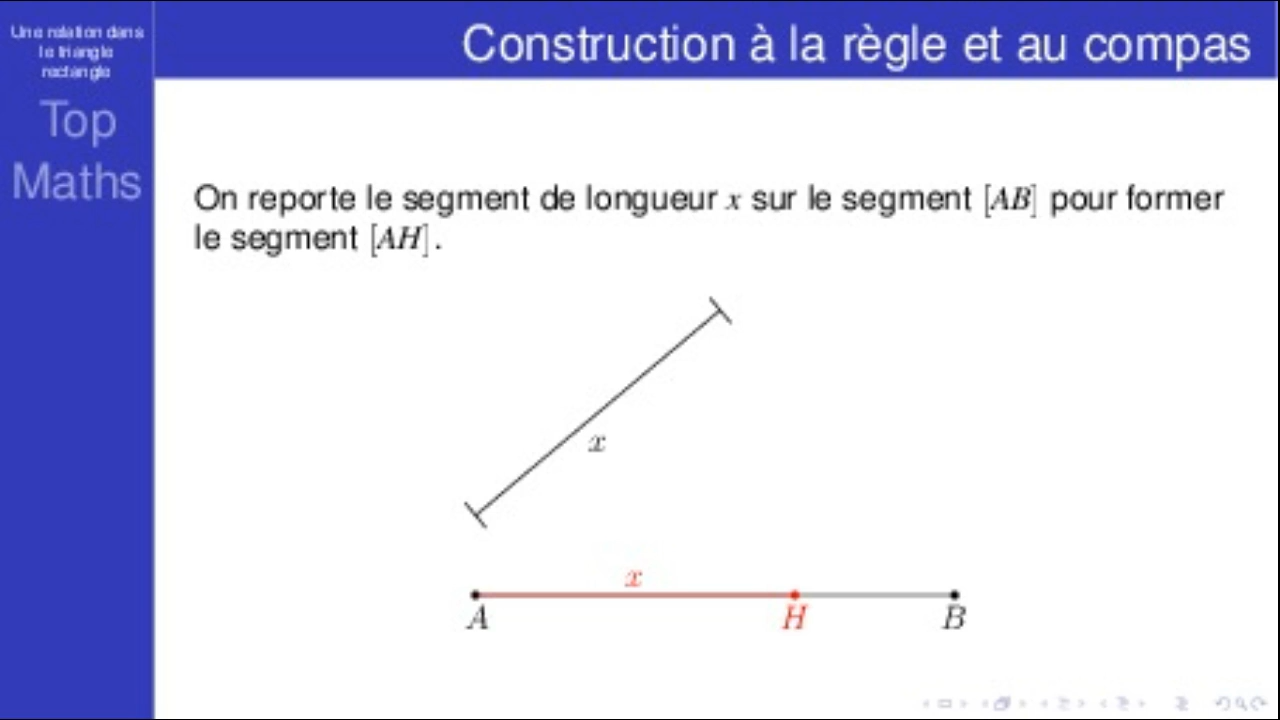 Une relation dans
le triangle
rectangle
Top
Maths
Construction à la règle et au compas
On reporte le segment de longueur x sur le segment [AB] pour former
le segment [AH].
x
x
A H B